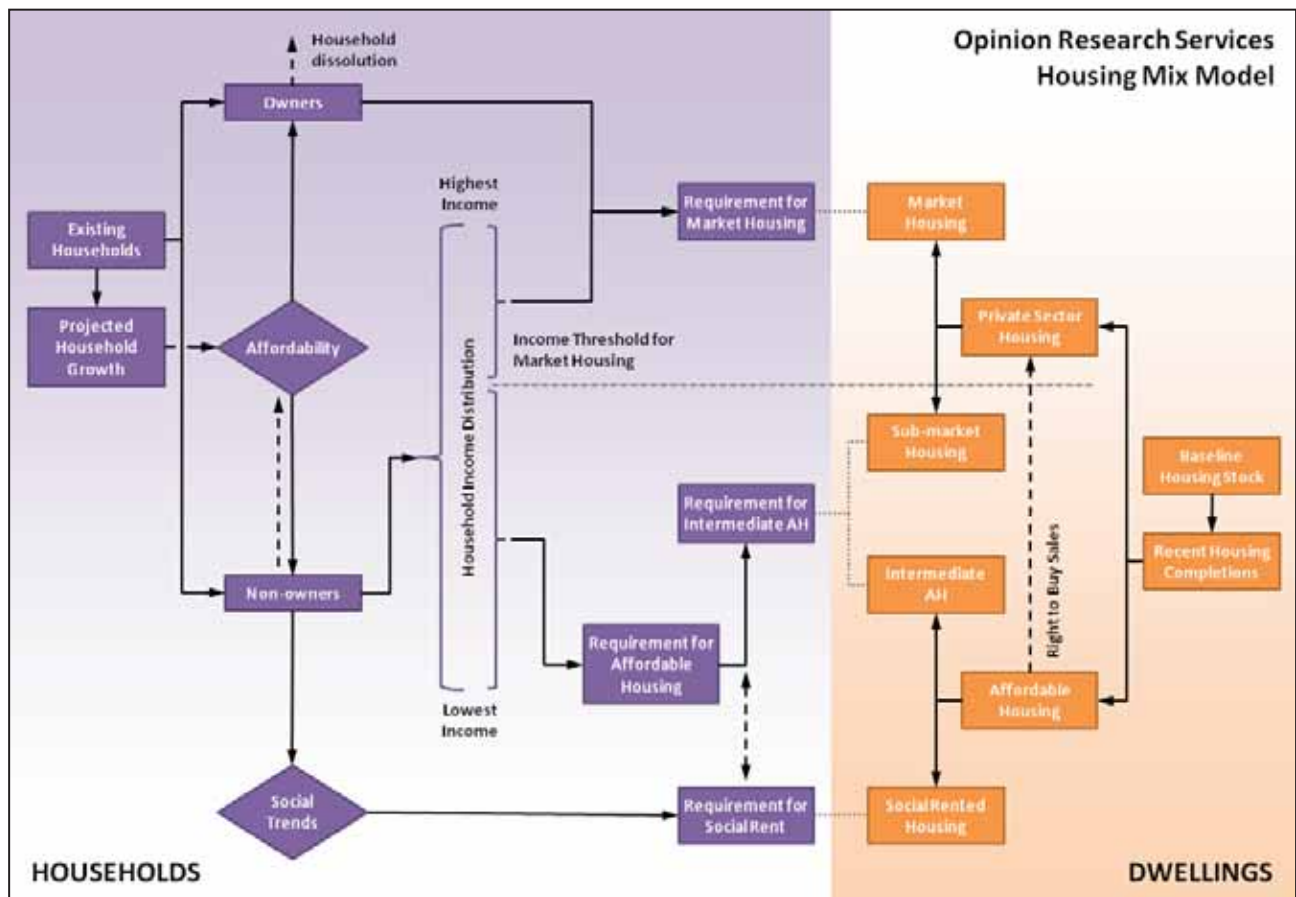 Opinion Research Services
Housing Mix Model
Household
dissolution
Owners
Existing
Households
Projected
Household
Growth
Affordability
Non-owners
Social
Trends
Highest
Income
Household Income Distribution
Lowest
Income
Income Threshold for
Market Housing
Requirement for
Market Housing
Requirement for
Intermediate AH
Requirement for
Affordable
Housing
Requirement for
Social Rent
Market
Housing
Private Sector
Housing
Sub-market
Housing
Baseline
Housing Stock
Intermediate
AH
Recent Housing
Completions
Right to Buy Sales
Affordable
Housing
Social Rented
Housing
HOUSEHOLDS
DWELLINGS